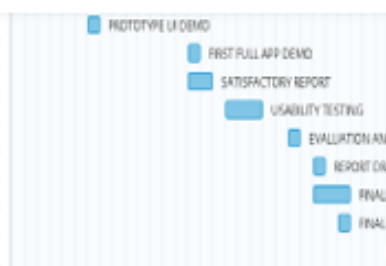 PROTOTYPE UI DEMO
FIRST FULL APP DEMO
SATISFACTORY REPORT
USABILITY TESTING
EVALUATION AN
REPORT DR
FINAL
FINAL